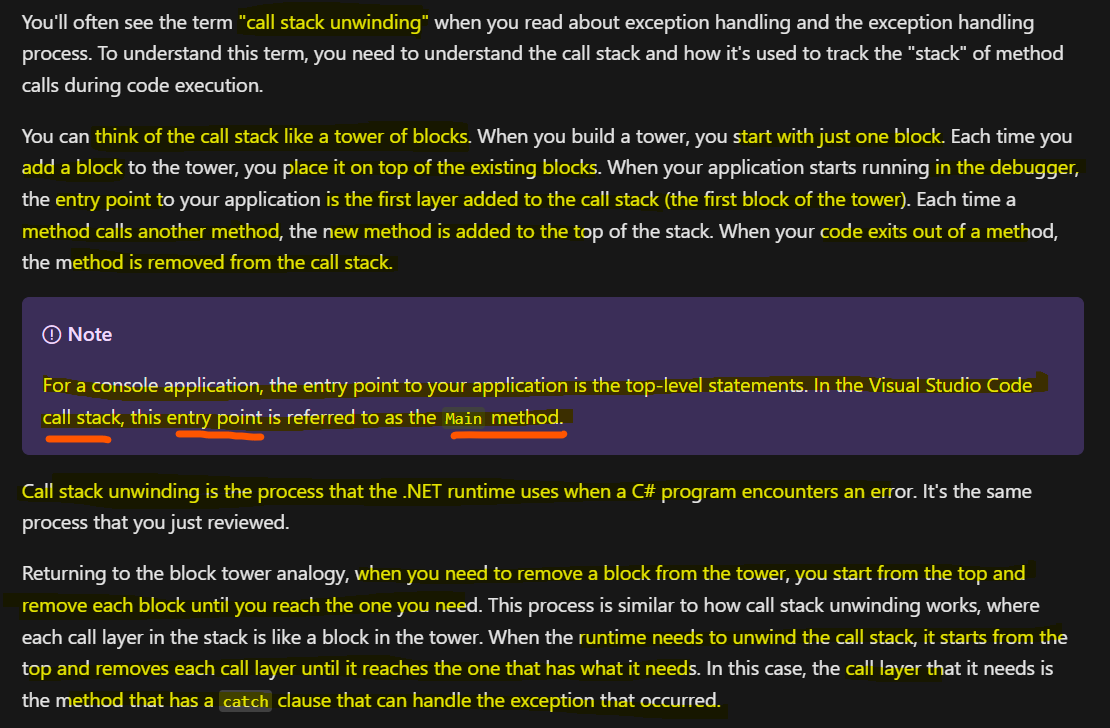 You'll often see the term "call stack unwinding" when you read about exception handling and the exception handling
process. To understand this term, you need to understand the call stack and how it's used to track the "stack" of method
calls during code execution.
You can think of the call stack like a tower of blocks. When you build a tower, you start with just one block. Each time you
add a block to the tower, you place it on top of the existing blocks. When your application starts running in the debugger,
the entry point to your application is the first layer added to the call stack (the first block of the tower). Each time a
method calls another method, the new method is added to the top of the stack. When your code exits out of a method,
the method is removed from the call stack.
Note
For a console application, the entry point to your application is the top-level statements. In the Visual Studio Code
call stack, this entry point is referred to as the Main method.
Call stack unwinding is the process that the .NET runtime uses when a C# program encounters an error. It's the same
process that you just reviewed.
Returning to the block tower analogy, when you need to remove a block from the tower, you start from the top and
remove each block until you reach the one you need. This process is similar to how call stack unwinding works, where
each call layer in the stack is like a block in the tower. When the runtime needs to unwind the call stack, it starts from the
top and removes each call layer until it reaches the one that has what it needs. In this case, the call layer that it needs is
the method that has a catch clause that can handle the exception that occurred.